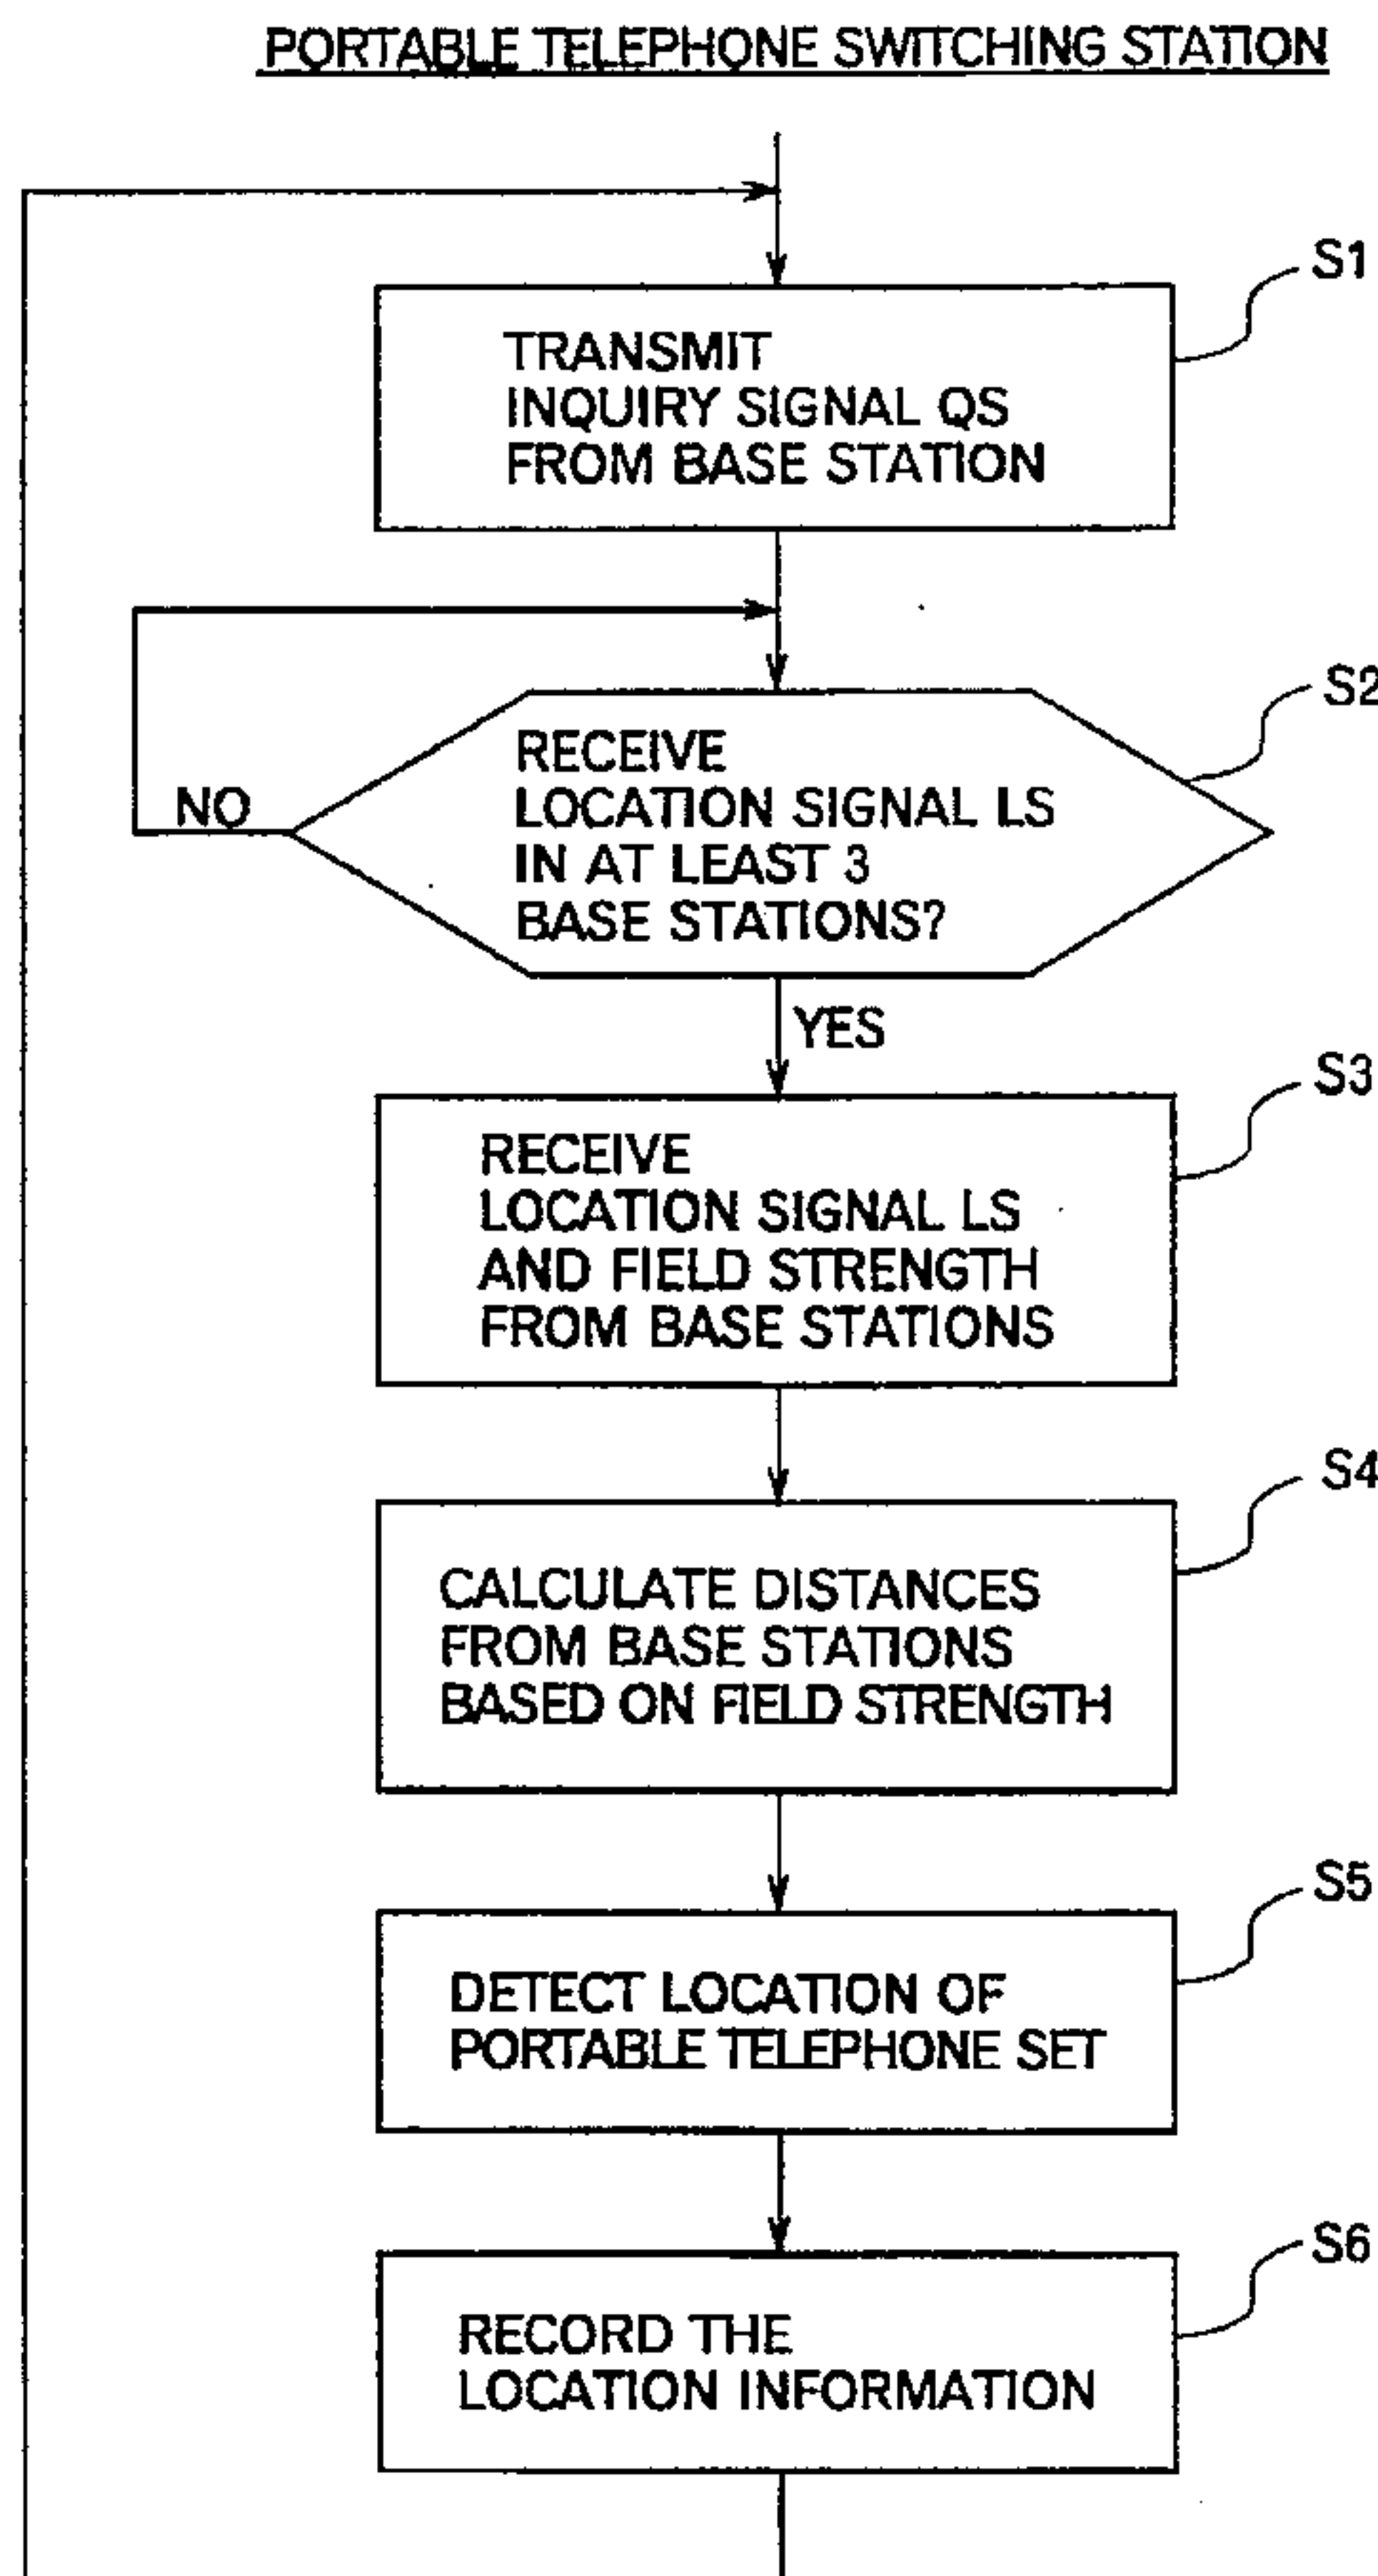 PORTABLE TELEPHONE SWITCHING STATION
S1
TRANSMIT
INQUIRY SIGNAL QS
FROM BASE STATION
S2
RECEIVE
LOCATION SIGNAL LS
IN AT LEAST 3
BASE STATIONS?
NO
YES
S3
RECEIVE
LOCATION SIGNAL LS
AND FIELD STRENGTH
FROM BASE STATIONS
S4
CALCULATE DISTANCES
FROM BASE STATIONS
BASED ON FIELD STRENGTH
S5
DETECT LOCATION OF
PORTABLE TELEPHONE SET
S6
RECORD THE
LOCATION INFORMATION